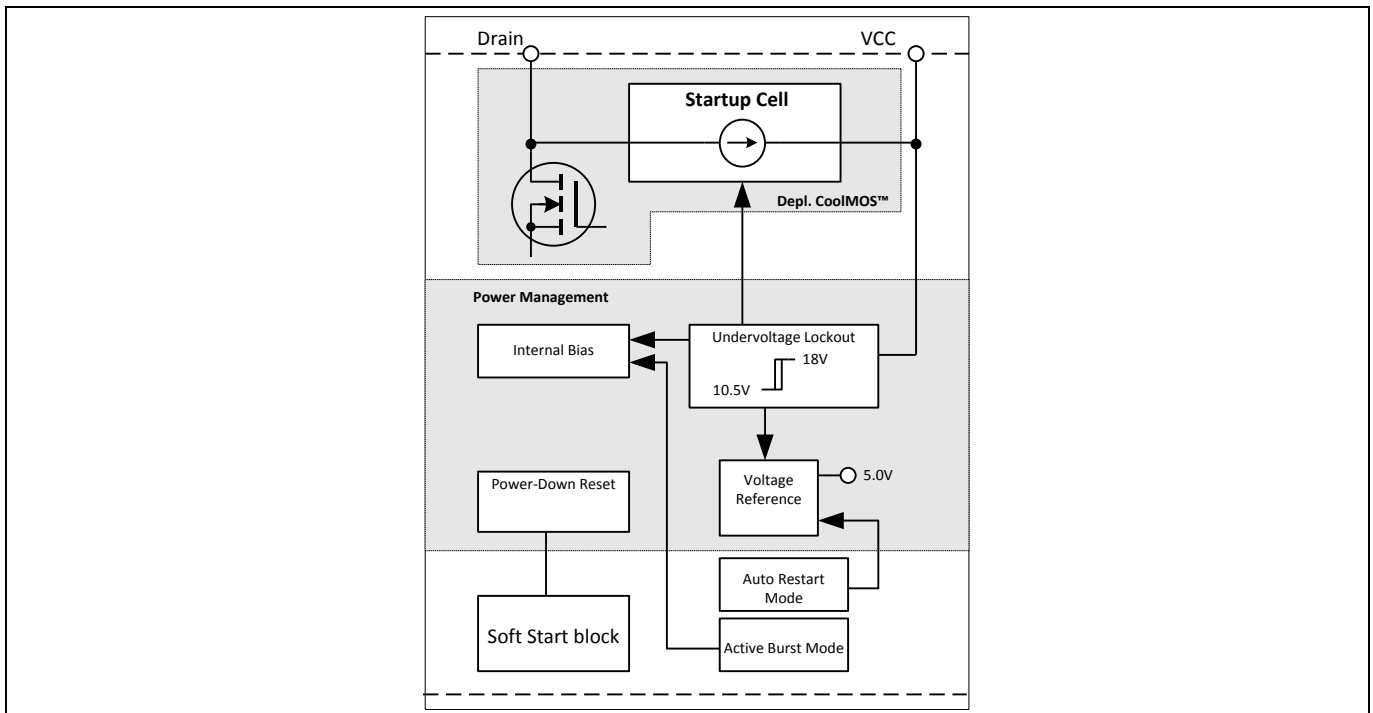 Drain
VCC
Startup Cell
Depl. CoolMOS™
Power Management
Internal Bias
Undervoltage Lockout
18V
10.5V
Power-Down Reset
Voltage
Reference
5.0V
Auto Restart
Mode
Soft Start block
Active Burst Mode